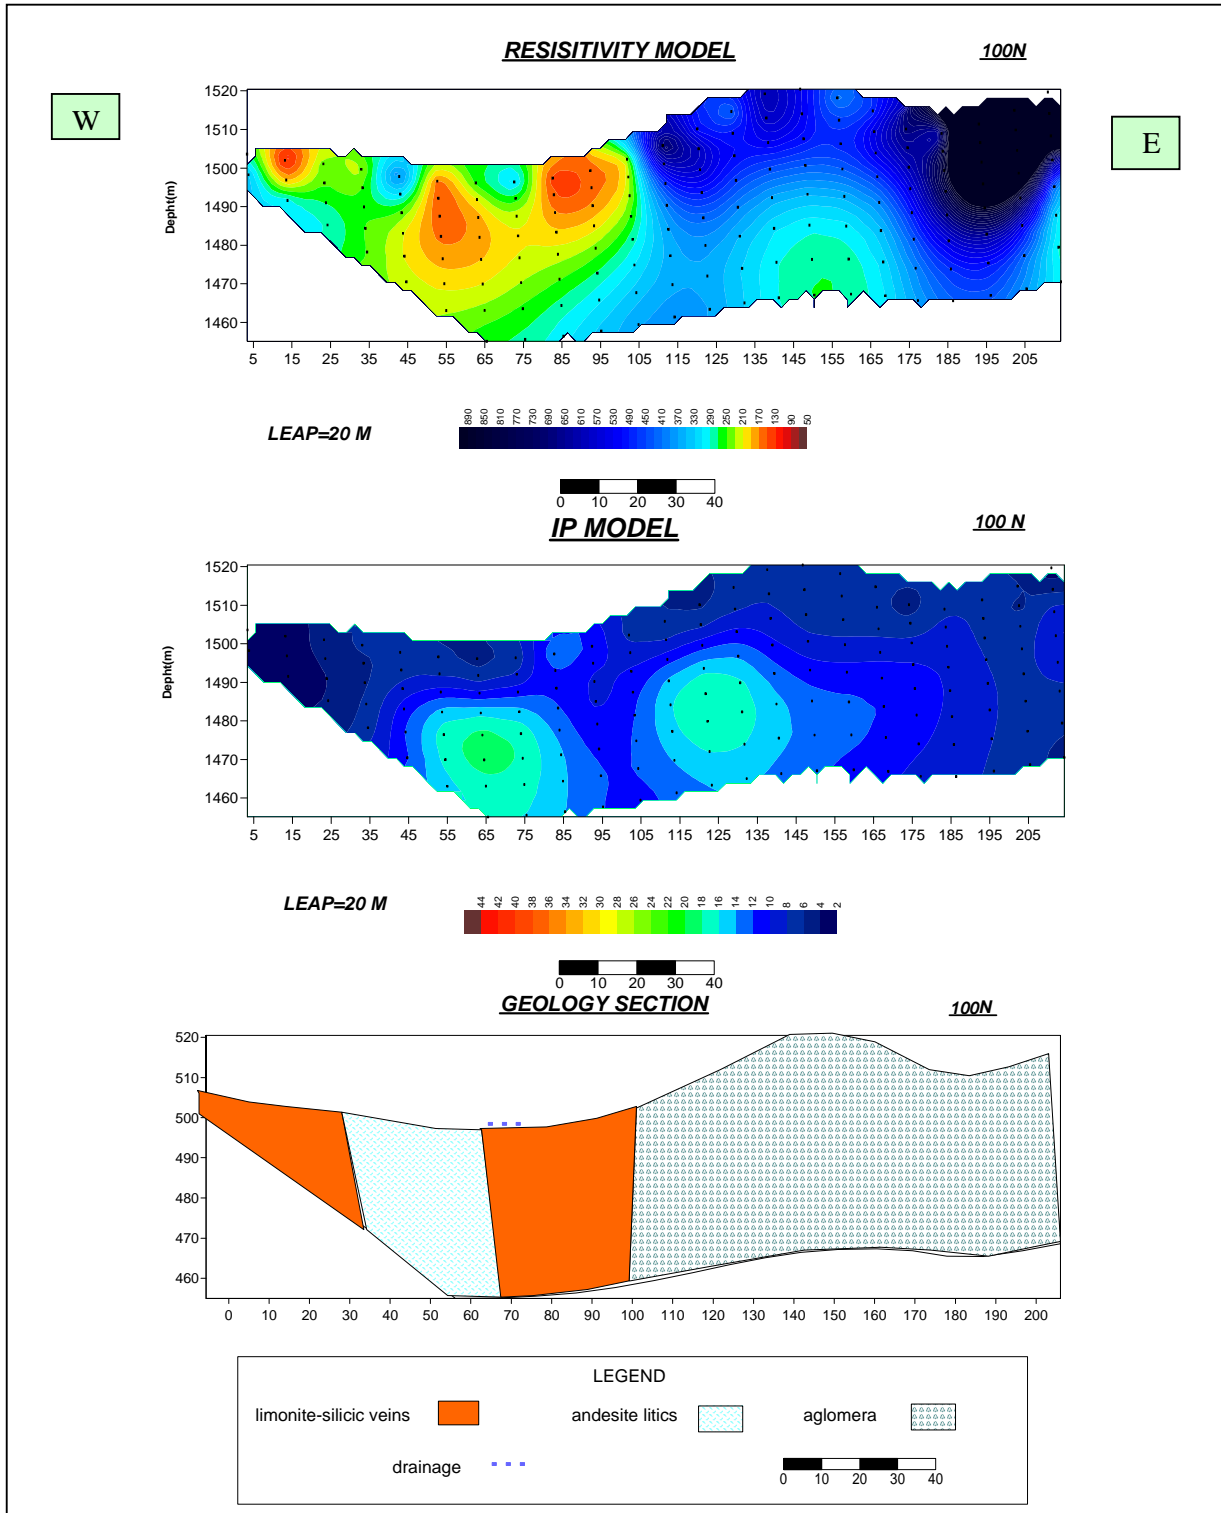 RESISITIVITY MODEL
100N
W
E
Depht(m)
1520
1510
1500
1490
1480
1470
1460
5 15 25 35 45 55 65 75 85 95 105 115 125 135 145 155 165 175 185 195 205
LEAP=20 M
890 850 810 770 730 690 650 610 570 530 490 450 410 370 330 290 250 210 170 130 90 50
0 10 20 30 40
IP MODEL
100 N
Depht(m)
1520
1510
1500
1490
1480
1470
1460
5 15 25 35 45 55 65 75 85 95 105 115 125 135 145 155 165 175 185 195 205
LEAP=20 M
44 42 40 38 36 34 32 30 28 26 24 22 20 18 16 14 12 10 8 6 4 2
0 10 20 30 40
GEOLOGY SECTION
100N
520
510
500
490
480
470
460
0 10 20 30 40 50 60 70 80 90 100 110 120 130 140 150 160 170 180 190 200
LEGEND
limonite-silicic veins
andesite litics
aglomera
drainage
0 10 20 30 40